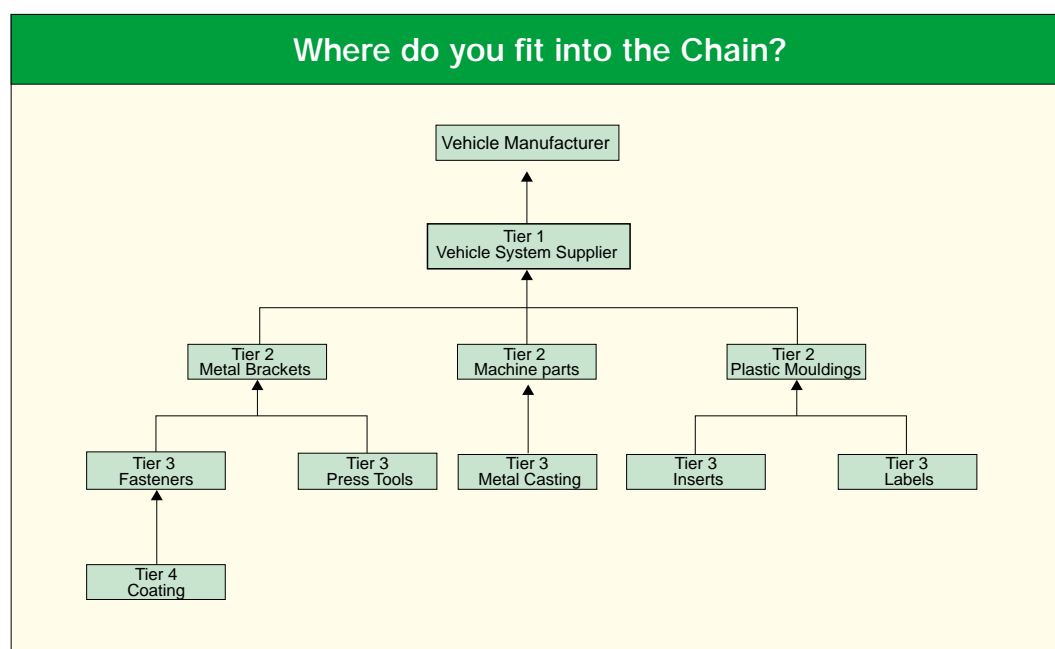 Where do you fit into the Chain?
Vehicle Manufacturer
Tier 1
Vehicle System Supplier
Tier 2
Metal Brackets
Tier 2
Machine parts
Tier 2
Plastic Mouldings
Tier 3
Fasteners
Tier 3
Press Tools
Tier 3
Metal Casting
Tier 3
Inserts
Tier 3
Labels
Tier 4
Coating